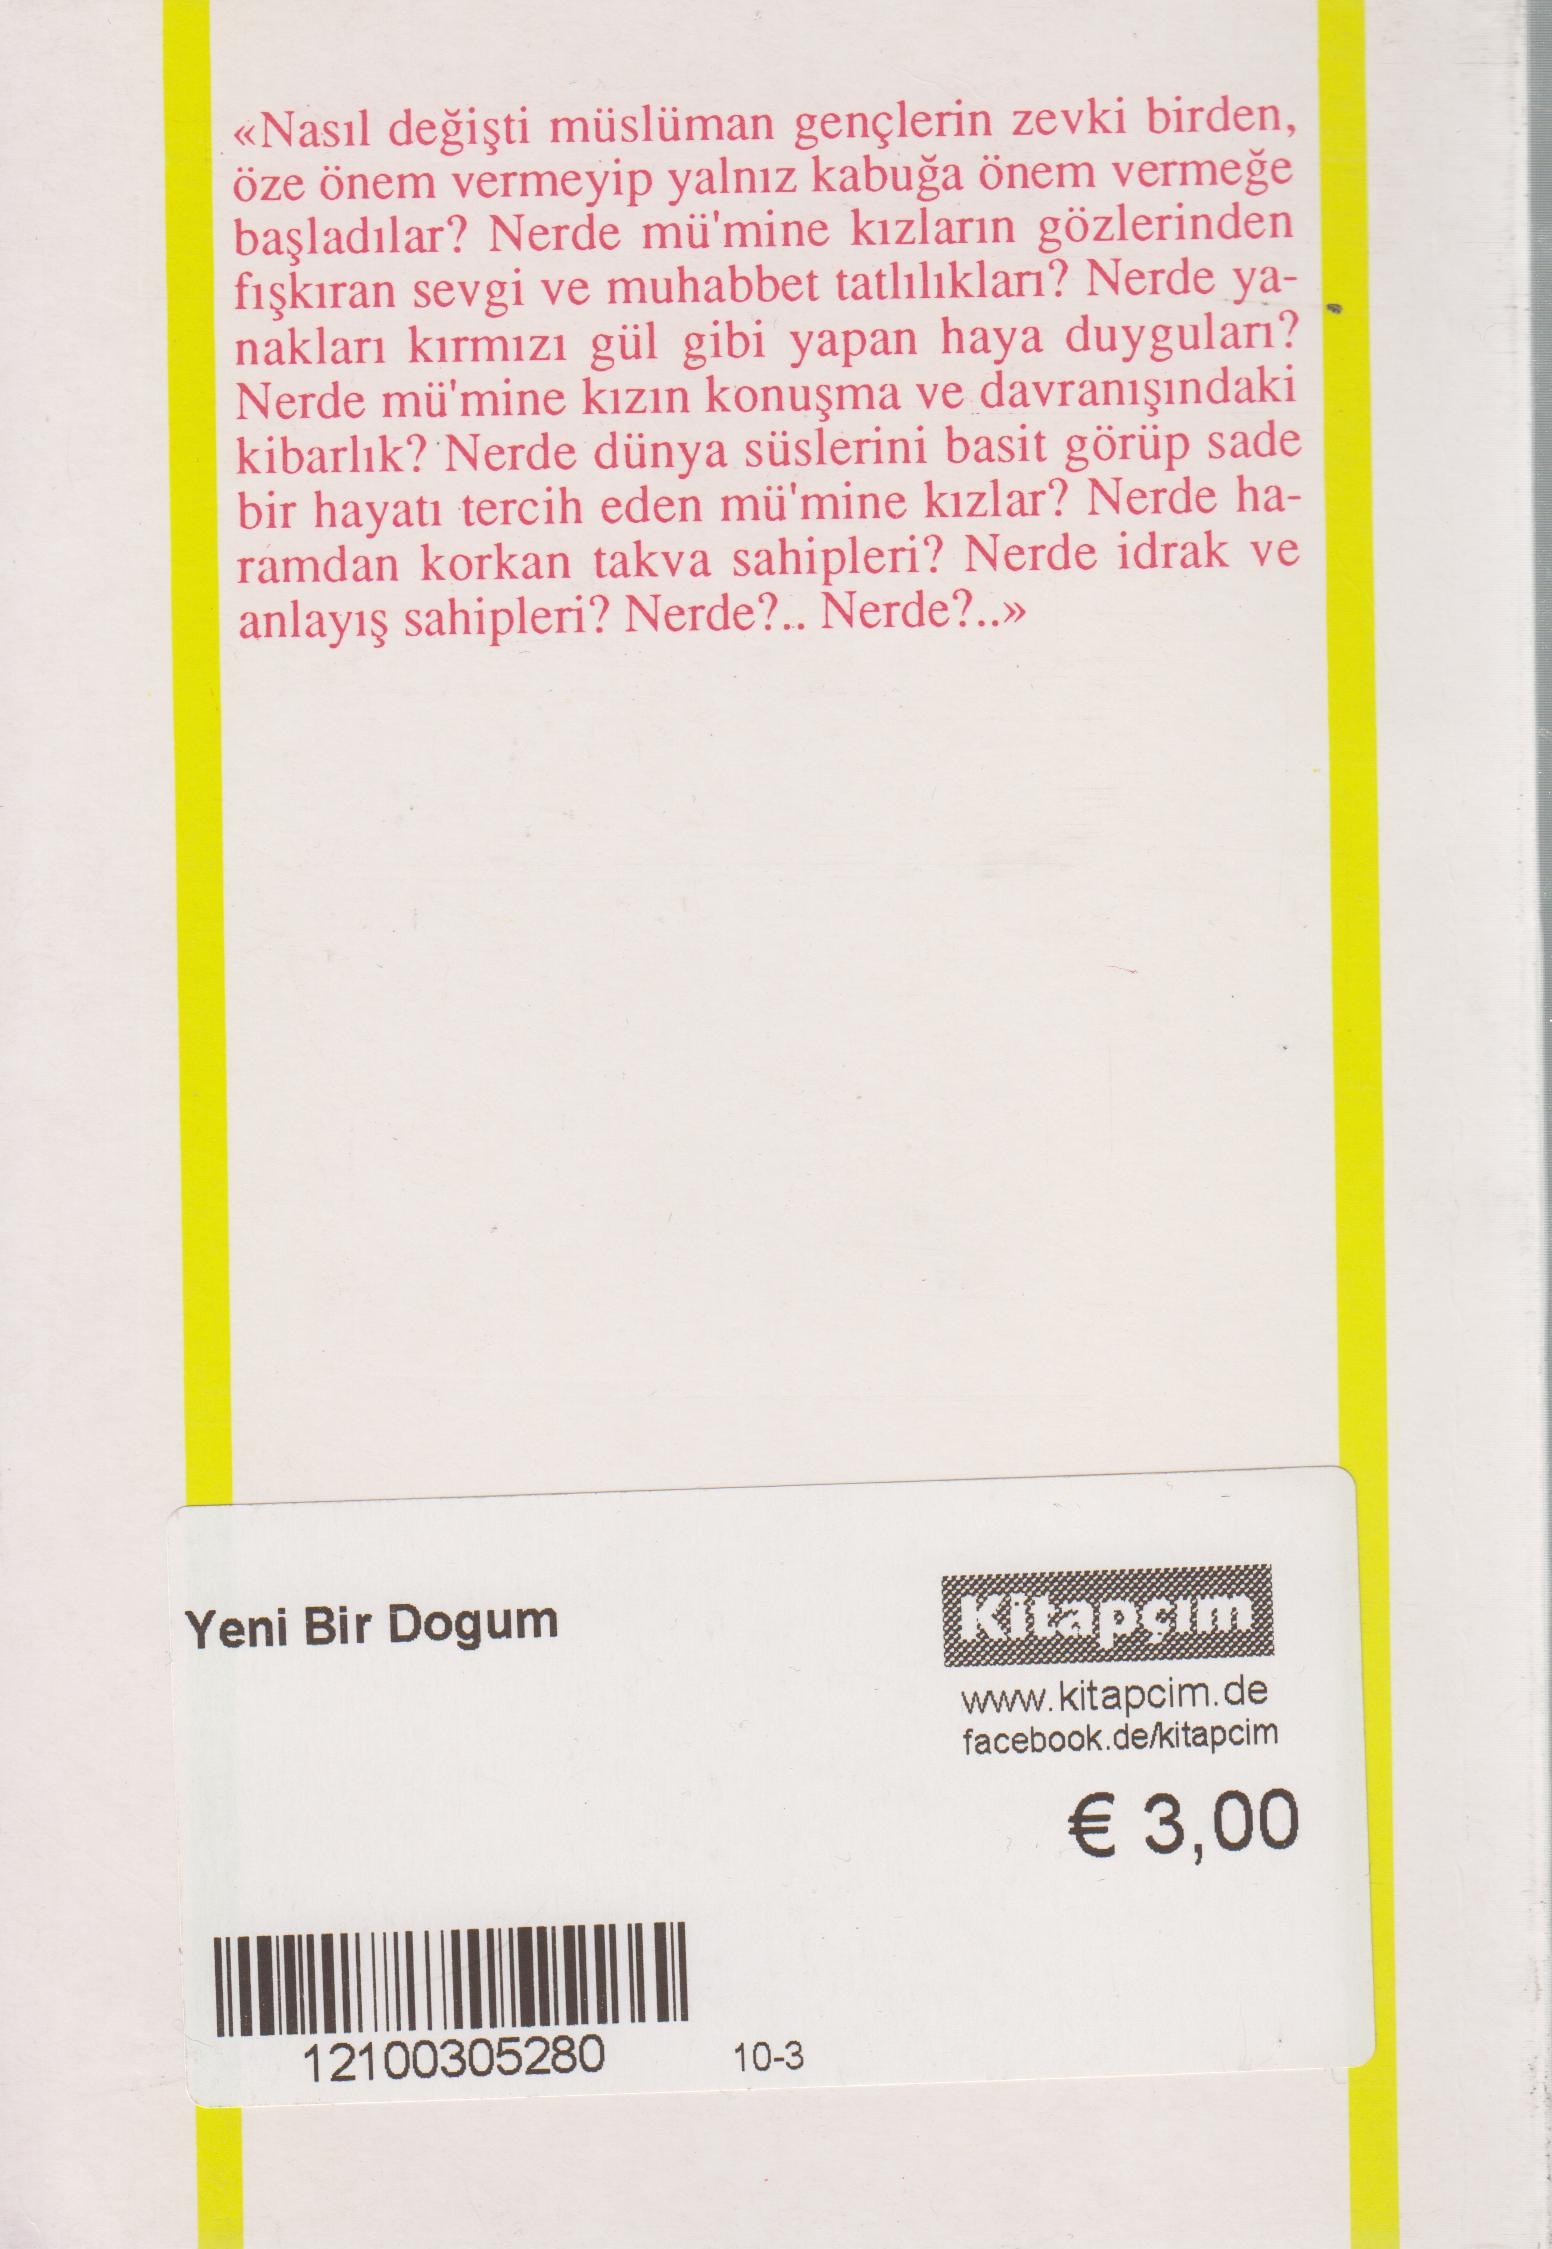 «Nasıl değişti müslüman gençlerin zevki birden,
öze önem vermeyip yalnız kabuğa önem vermeğe
başladılar? Nerde mü'mine kızların gözlerinden
fışkıran sevgi ve muhabbet tatlılıkları? Nerde ya-
nakları kırmızı gül gibi yapan haya duyguları?
Nerde mü'mine kızın konuşma ve davranışındaki
kibarlık? Nerde dünya süslerini basit görüp sade
bir hayatı tercih eden mü'mine kızlar? Nerde ha-
ramdan korkan takva sahipleri? Nerde idrak ve
anlayış sahipleri? Nerde?.. Nerde?..»
Yeni Bir Dogum
Kitapçım
www.kitapcim.de
facebook.de/kitapcim
€ 3,00
12100305280
10-3